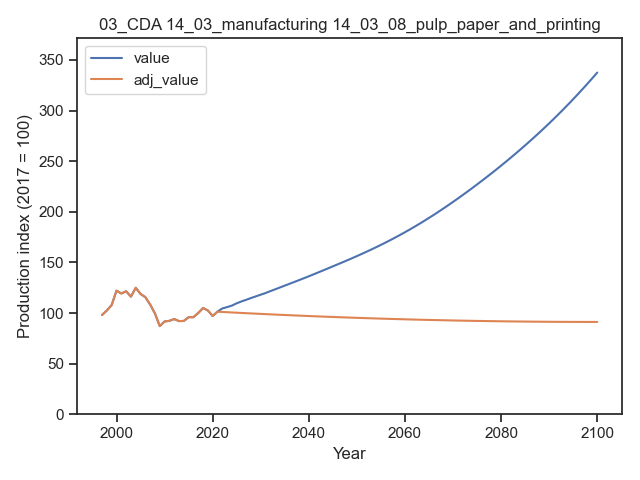 03_CDA 14_03_manufacturing 14_03_08_pulp_paper_and_printing
value
adj_value
Production index (2017 = 100)
350
300
250
200
150
100
50
0
2000 2020 2040 2060 2080 2100
Year